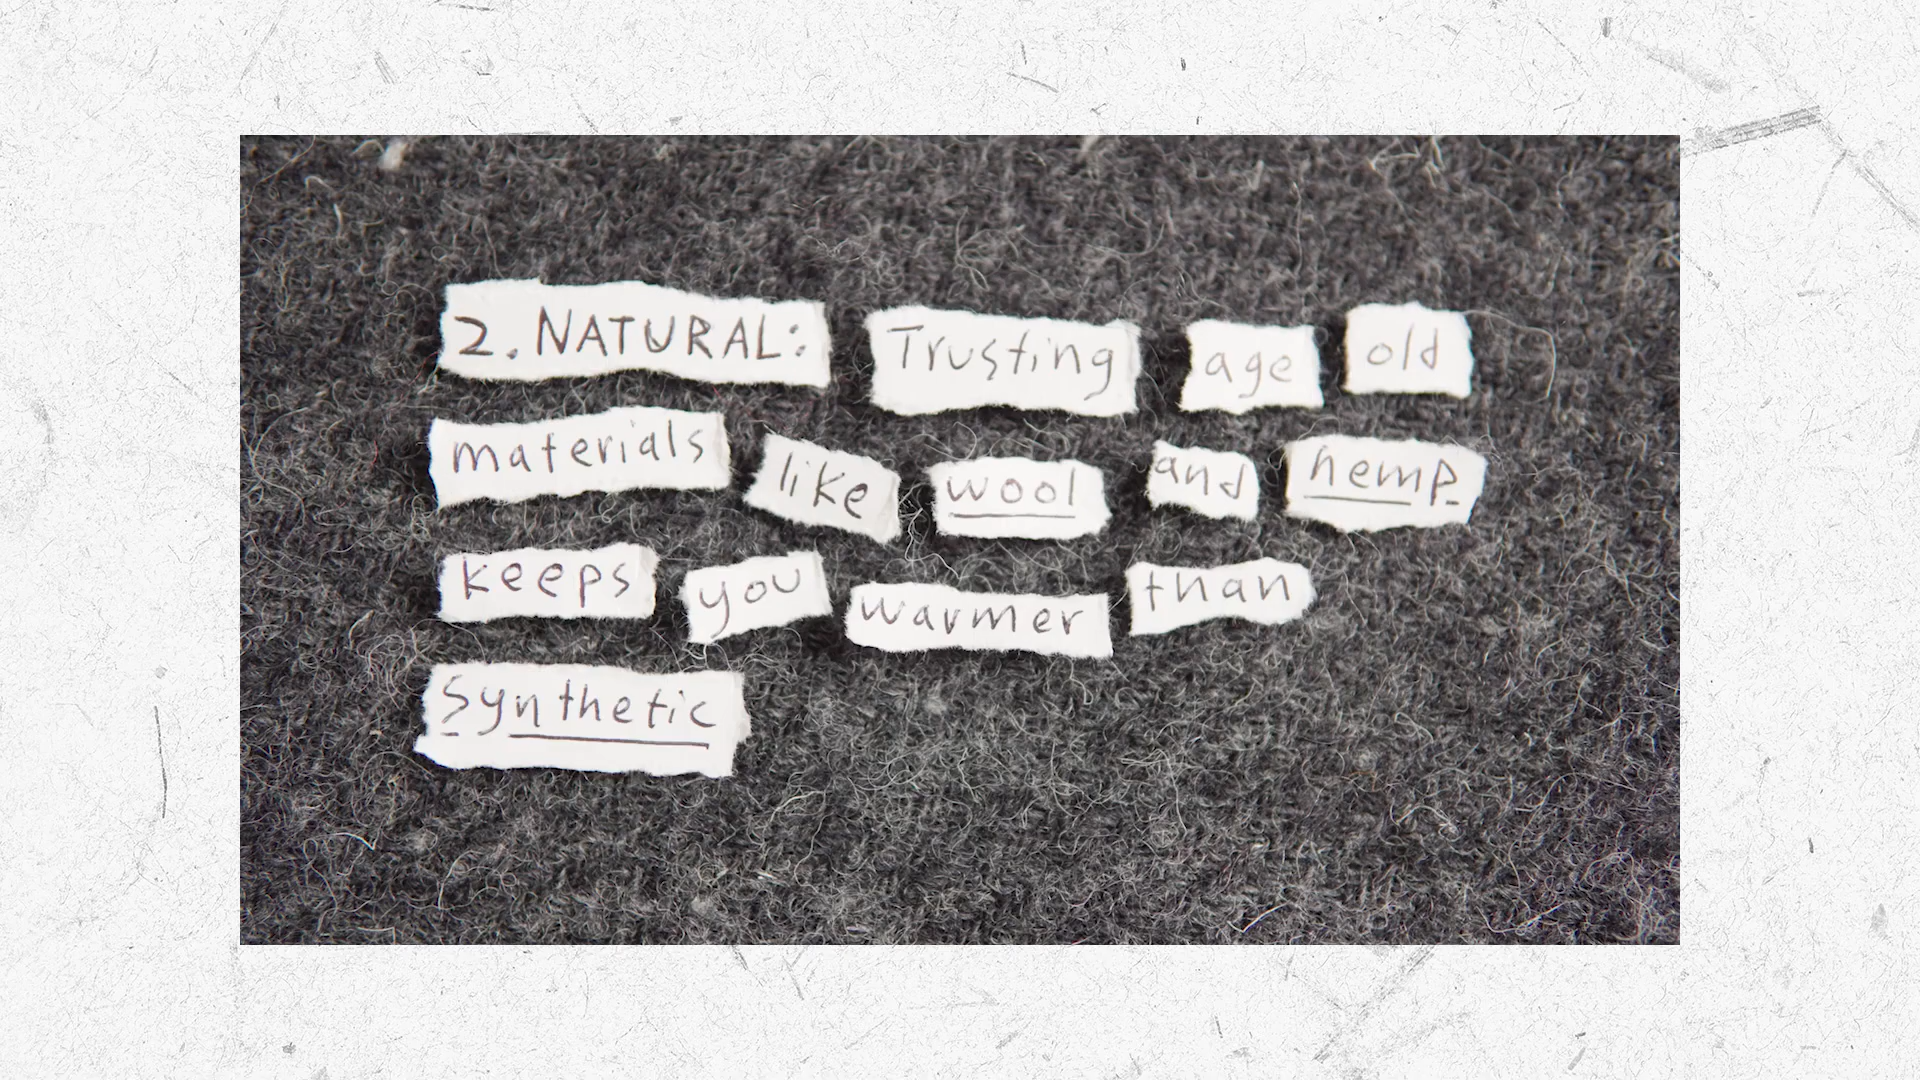 2. NATURAL: Trusting age old
materials like wool and hemp
keeps you warmer than
synthetic